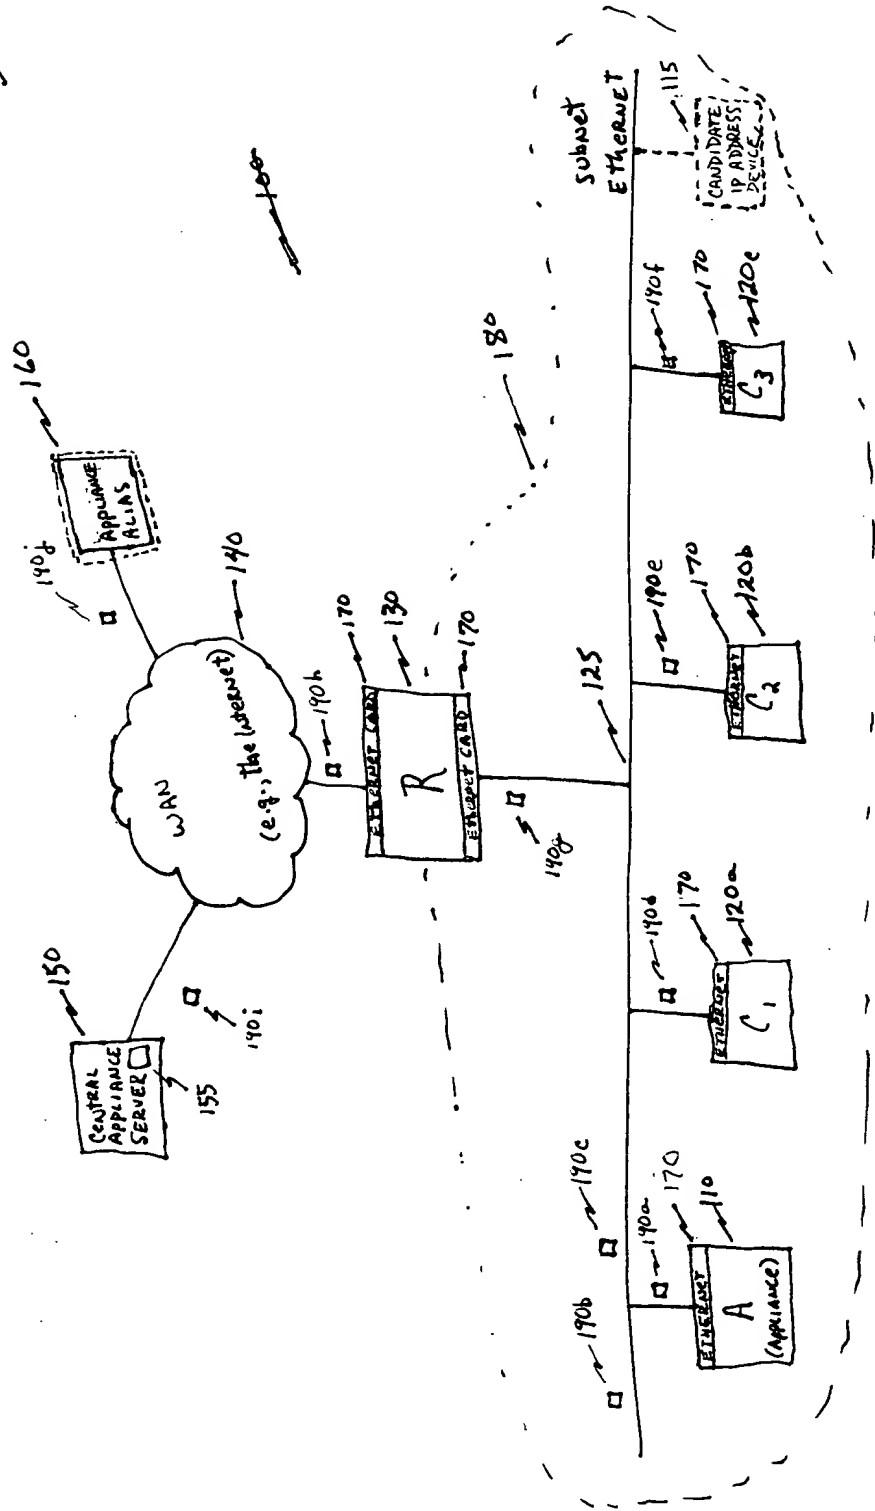 100
CENTRAL
APPLIANCE
SERVER
150
155
190i
WAN
(e.g., the Internet)
140
APPLIANCE
ALIAS
160
190j
190h
ETHERNET CARD
170
R
130
ETHERNET CARD
170
190g
180
125
SUBNET
ETHERNET
190b
190c
190a
ETHERNET
170
A
(APPLIANCE)
110
190d
ETHERNET
170
C1
120a
190e
ETHERNET
170
C2
120b
190f
ETHERNET
170
C3
120c
CANDIDATE
IP ADDRESS
DEVICE
115